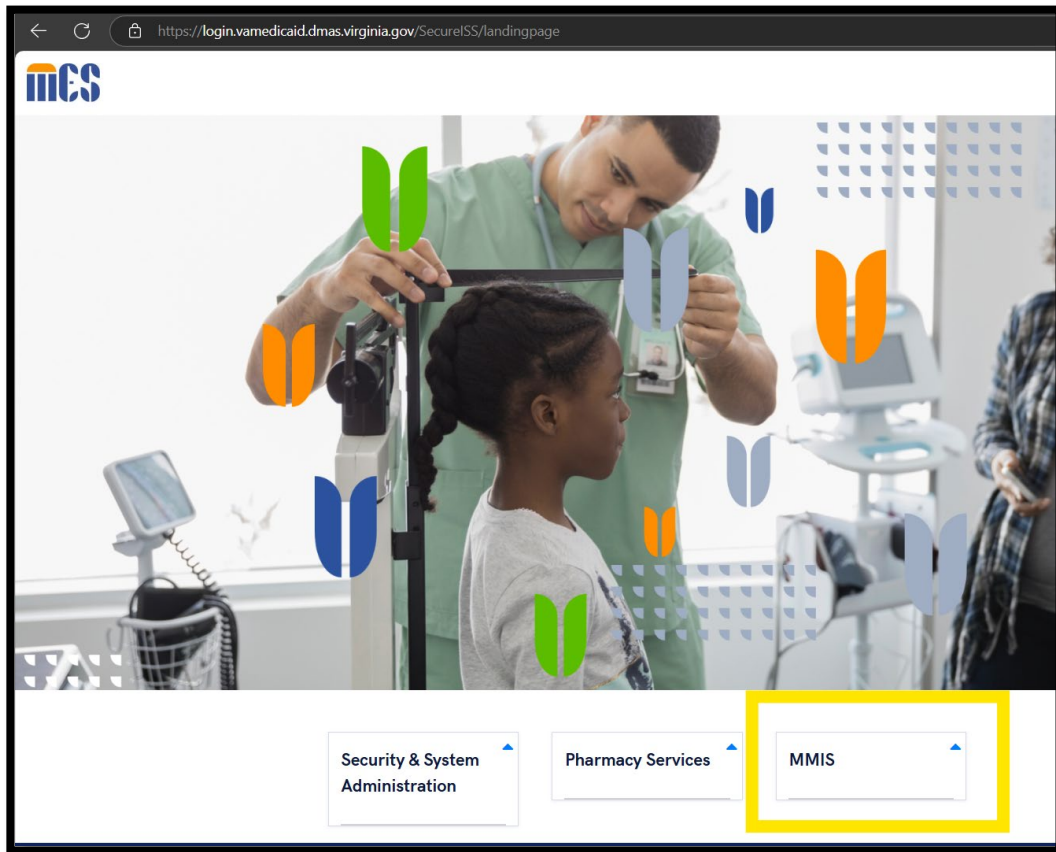 https://login.vamedicaid.dmas.virginia.gov/SecureISS/landingpage
mes
Security & System
Administration
Pharmacy Services
MMIS